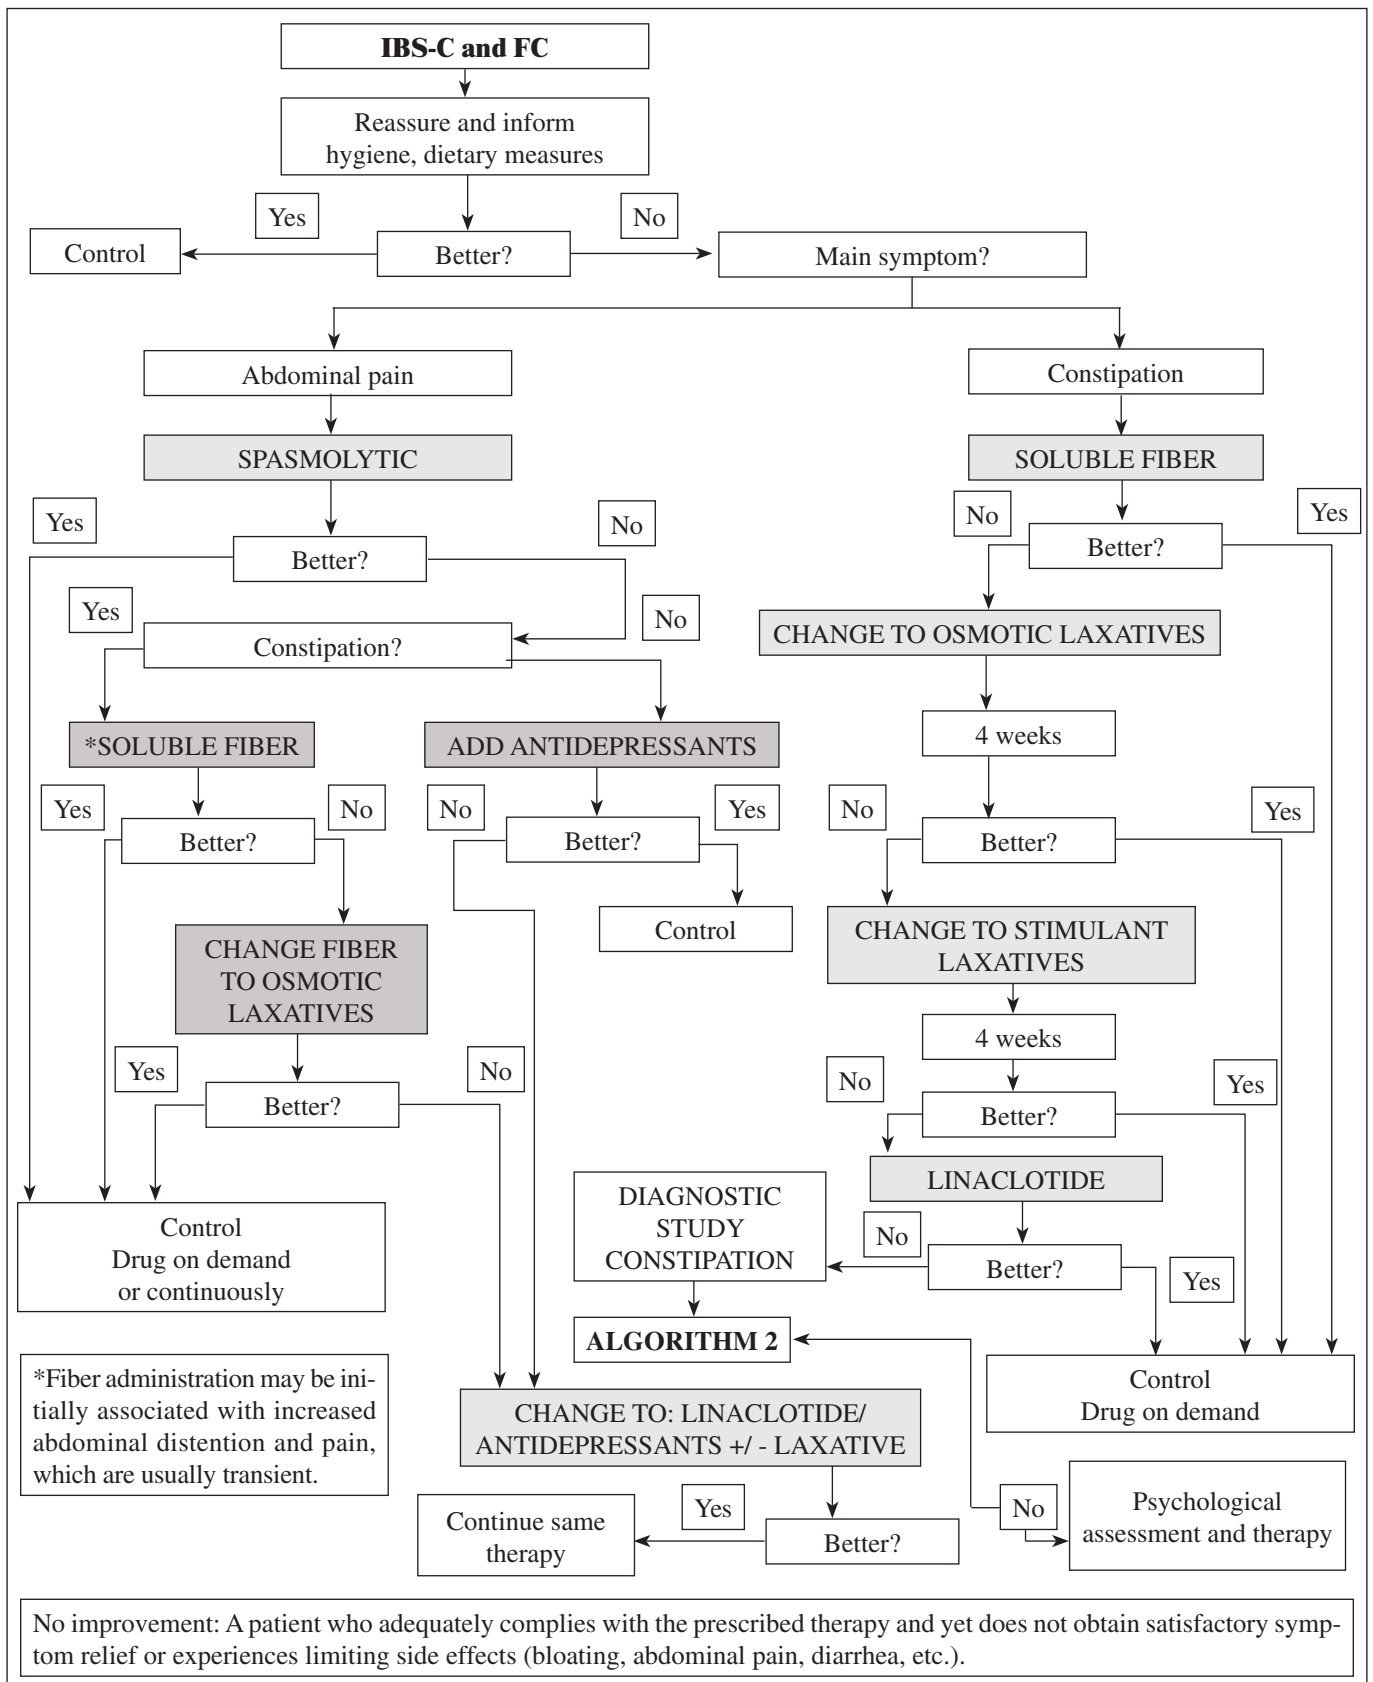 IBS-C and FC
Reassure and inform
hygiene, dietary measures
Yes
No
Control
Better?
Main symptom?
Abdominal pain
Constipation
SPASMOLYTIC
SOLUBLE FIBER
Yes
No
No
Yes
Better?
Better?
Yes
No
Constipation?
CHANGE TO OSMOTIC LAXATIVES
*SOLUBLE FIBER
ADD ANTIDEPRESSANTS
4 weeks
Yes
No
No
Yes
No
Yes
Better?
Better?
Better?
Control
CHANGE FIBER
TO OSMOTIC
LAXATIVES
CHANGE TO STIMULANT
LAXATIVES
4 weeks
Yes
No
No
Yes
Better?
Better?
LINACLOTIDE
DIAGNOSTIC
STUDY
CONSTIPATION
No
Better?
Yes
Control
Drug on demand
or continuously
ALGORITHM 2
Control
Drug on demand
*Fiber administration may be ini-
tially associated with increased
abdominal distention and pain,
which are usually transient.
CHANGE TO: LINACLOTIDE/
ANTIDEPRESSANTS +/ - LAXATIVE
Continue same
therapy
Yes
Better?
No
Psychological
assessment and therapy
No improvement: A patient who adequately complies with the prescribed therapy and yet does not obtain satisfactory symp-
tom relief or experiences limiting side effects (bloating, abdominal pain, diarrhea, etc.).